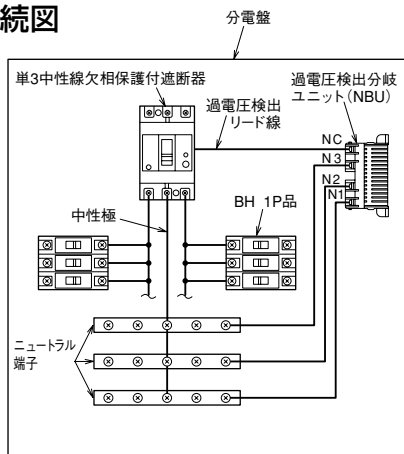 続図
分電盤
単3中性線欠相保護付遮断器
過電圧検出分岐
ユニット(NBU)
過電圧検出
リード線
NC
N3
N2
N1
中性極
BH 1P品
ニュートラル
端子